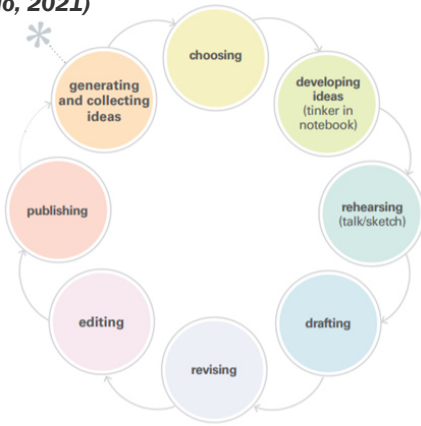 2021)
choosing
generating
and collecting
ideas
developing
ideas
(tinker in
notebook)
publishing
rehearsing
(talk/sketch)
editing
drafting
revising